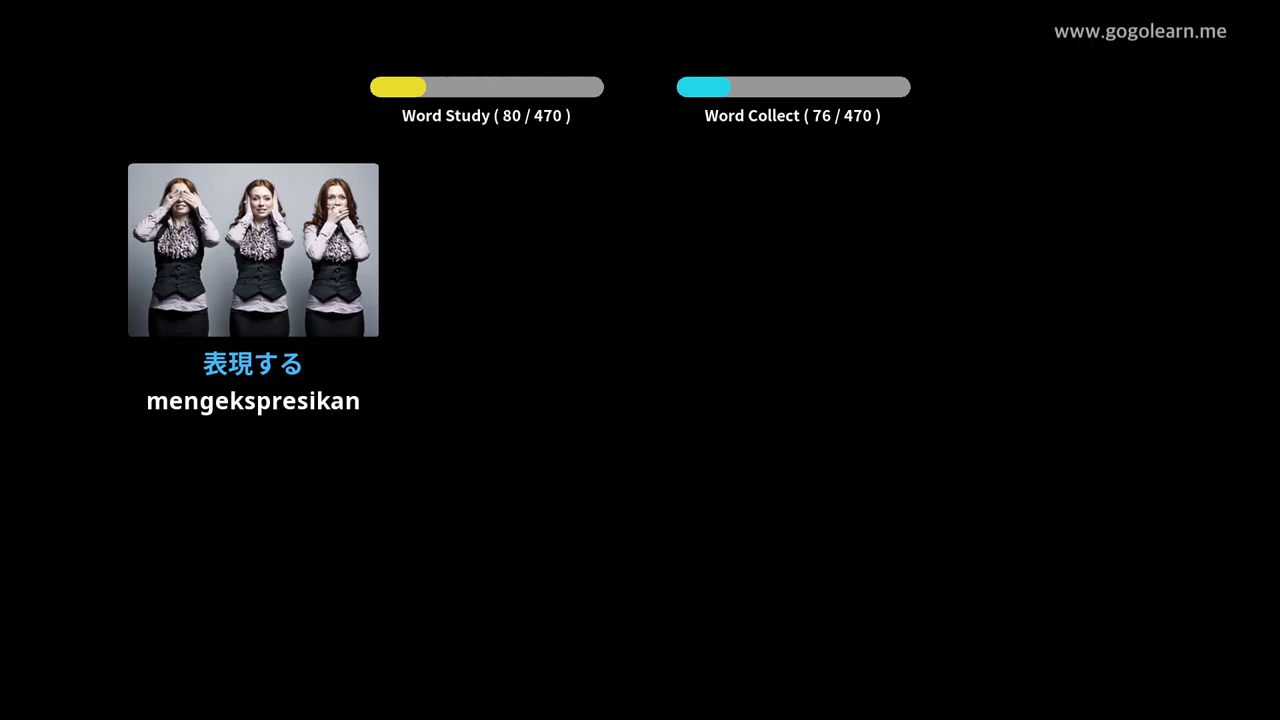 www.gogolearn.me
Word Study ( 80 / 470 )
Word Collect ( 76 / 470 )
表現する
mengekspresikan